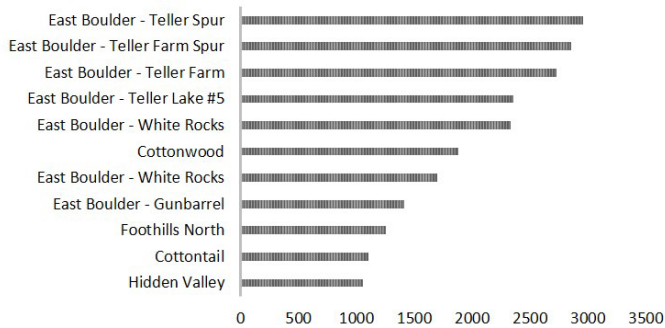 East Boulder - Teller Spur
East Boulder - Teller Farm Spur
East Boulder - Teller Farm
East Boulder - Teller Lake #5
East Boulder - White Rocks
Cottonwood
East Boulder - White Rocks
East Boulder - Gunbarrel
Foothills North
Cottontail
Hidden Valley
0 500 1000 1500 2000 2500 3000 3500